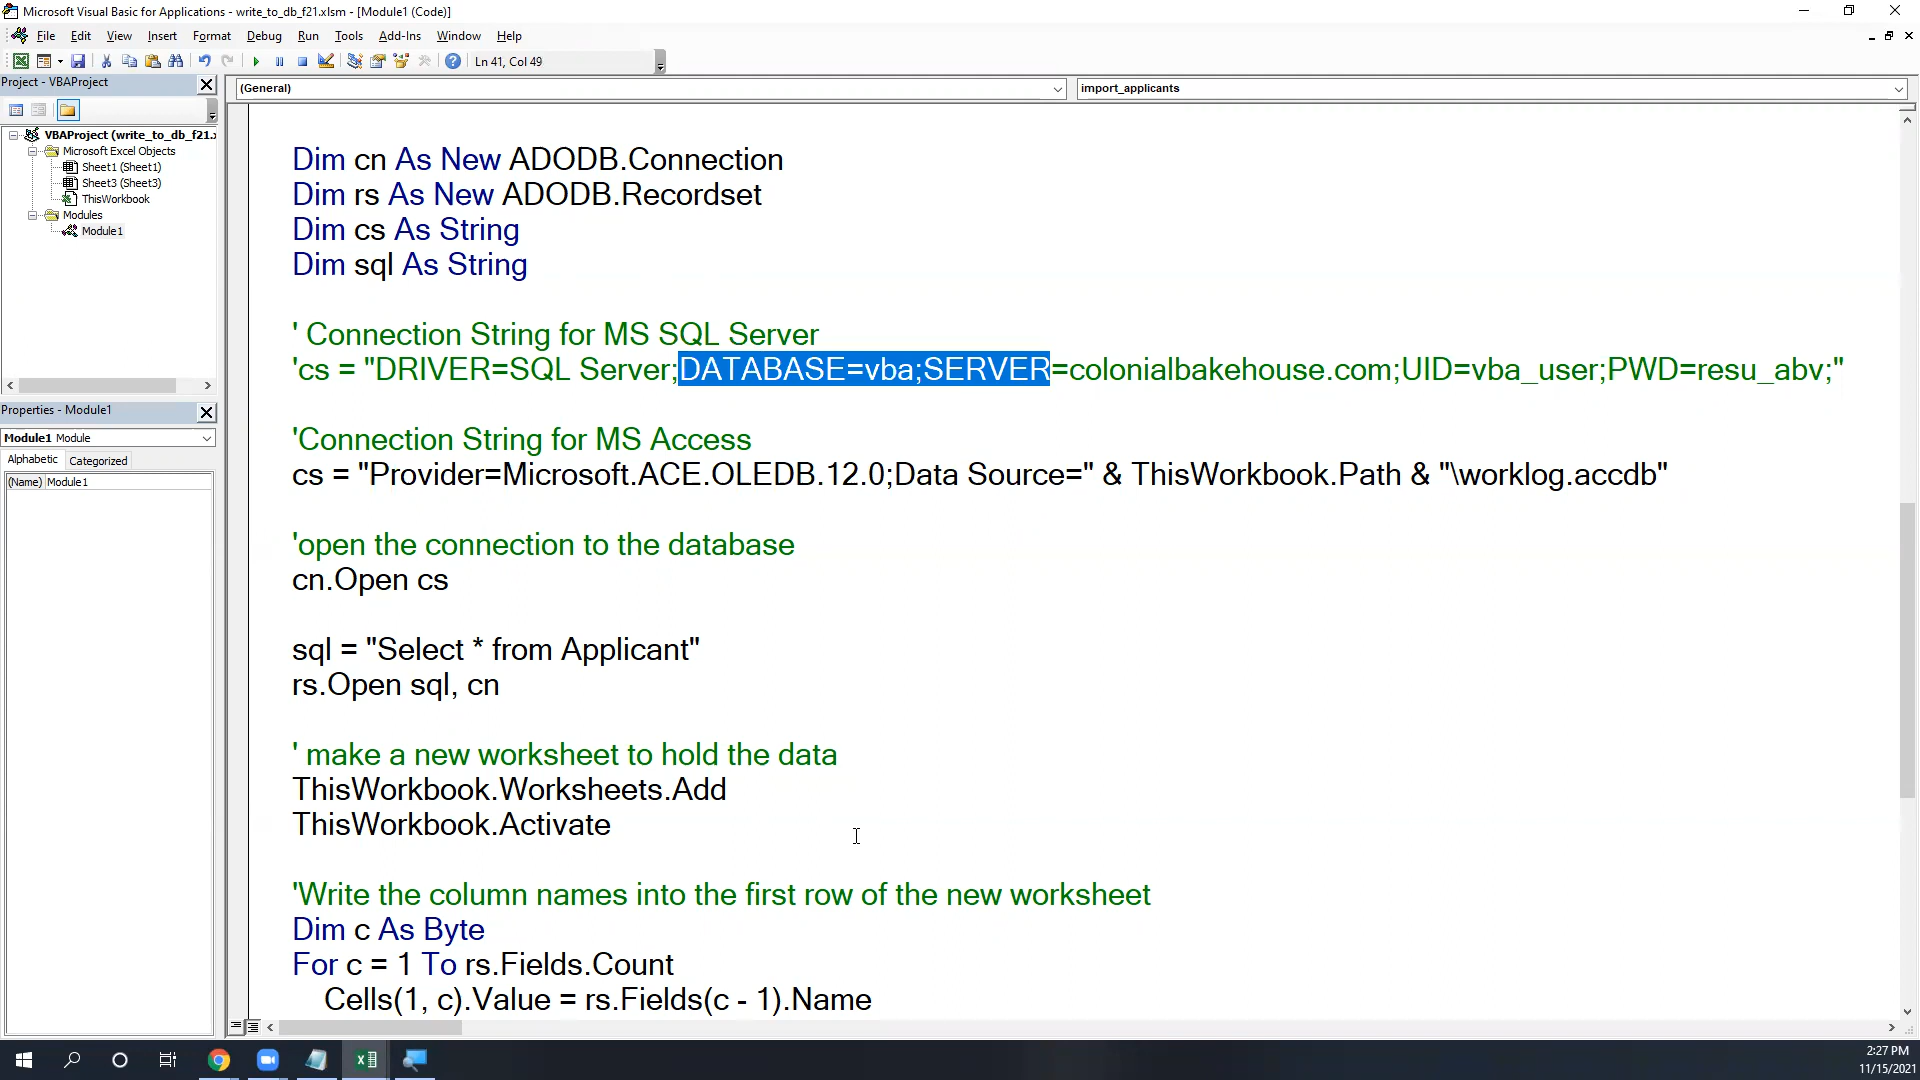 Microsoft Visual Basic for Applications - write_to_db_f21.xlsm - [Module1 (Code)]
File Edit View Insert Format Debug Run Tools Add-Ins Window Help
Ln 41, Col 49
Project - VBAProject
VBAProject (write_to_db_f21.x
Microsoft Excel Objects
Sheet1 (Sheet1)
Sheet3 (Sheet3)
ThisWorkbook
Modules
Module1
Properties - Module1
Module1 Module
Alphabetic Categorized
(Name) Module1
(General) import_applicants
Dim cn As New ADODB.Connection
Dim rs As New ADODB.Recordset
Dim cs As String
Dim sql As String
' Connection String for MS SQL Server
'cs = "DRIVER=SQL Server;DATABASE=vba;SERVER=colonialbakehouse.com;UID=vba_user;PWD=resu_abv;"
'Connection String for MS Access
cs = "Provider=Microsoft.ACE.OLEDB.12.0;Data Source=" & ThisWorkbook.Path & "\worklog.accdb"
'open the connection to the database
cn.Open cs
sql = "Select * from Applicant"
rs.Open sql, cn
' make a new worksheet to hold the data
ThisWorkbook.Worksheets.Add
ThisWorkbook.Activate
'Write the column names into the first row of the new worksheet
Dim c As Byte
For c = 1 To rs.Fields.Count
Cells(1, c).Value = rs.Fields(c - 1).Name
2:27 PM
11/15/2021